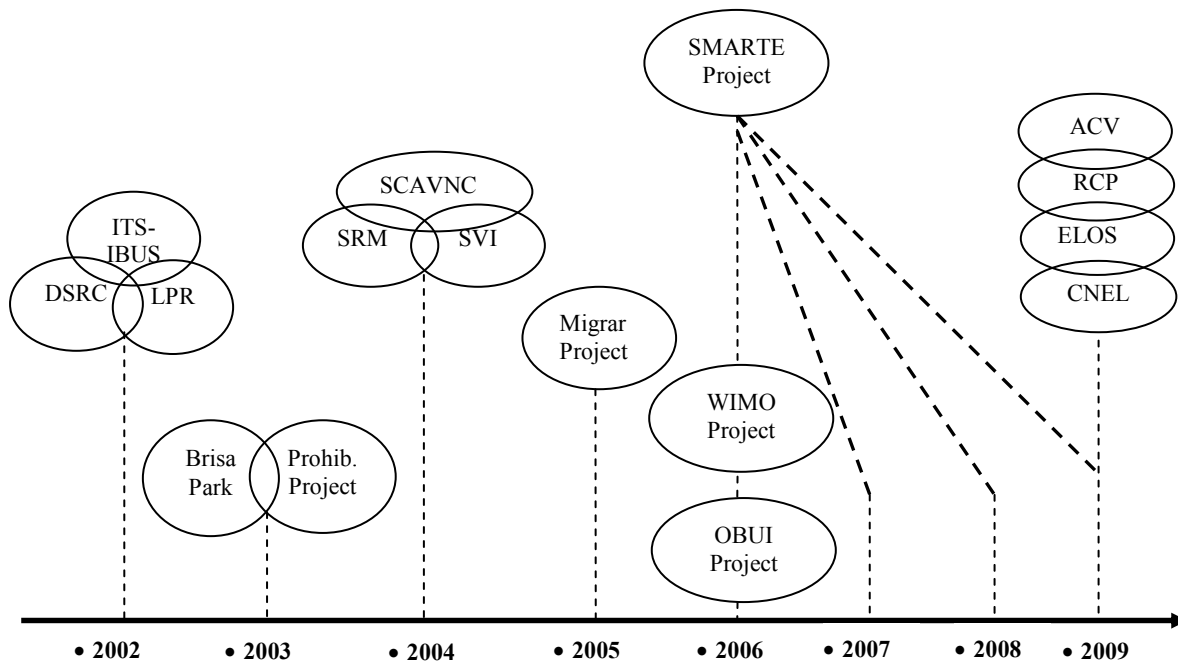 SMARTE
Project
ACV
RCP
ELOS
CNEL
SCAVNC
SRM
SVI
ITS-
IBUS
DSRC
LPR
Migrar
Project
WIMO
Project
Brisa
Park
Prohib.
Project
OBUI
Project
• 2002
• 2003
• 2004
• 2005
• 2006
• 2007
• 2008
• 2009